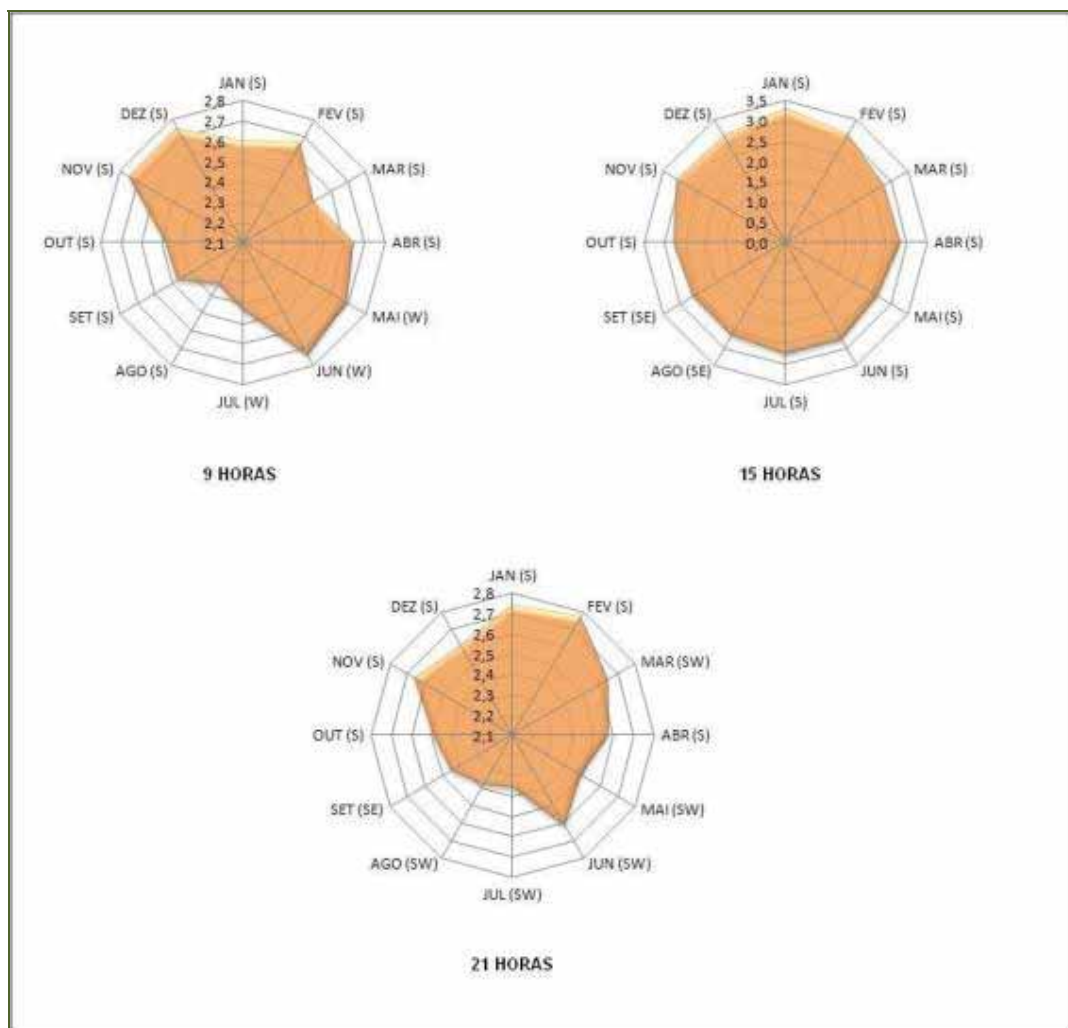 JAN (S)
FEV (S)
MAR (S)
ABR (S)
MAI (W)
JUN (W)
JUL (W)
AGO (S)
SET (S)
OUT (S)
NOV (S)
DEZ (S)
2,8
2,7
2,6
2,5
2,4
2,3
2,2
2,1
9 HORAS
JAN (S)
FEV (S)
MAR (S)
ABR (S)
MAI (S)
JUN (S)
JUL (S)
AGO (SE)
SET (SE)
OUT (S)
NOV (S)
DEZ (S)
3,5
3,0
2,5
2,0
1,5
1,0
0,5
0,0
15 HORAS
JAN (S)
FEV (S)
MAR (SW)
ABR (S)
MAI (SW)
JUN (SW)
JUL (SW)
AGO (SW)
SET (SE)
OUT (S)
NOV (S)
DEZ (S)
2,8
2,7
2,6
2,5
2,4
2,3
2,2
2,1
21 HORAS